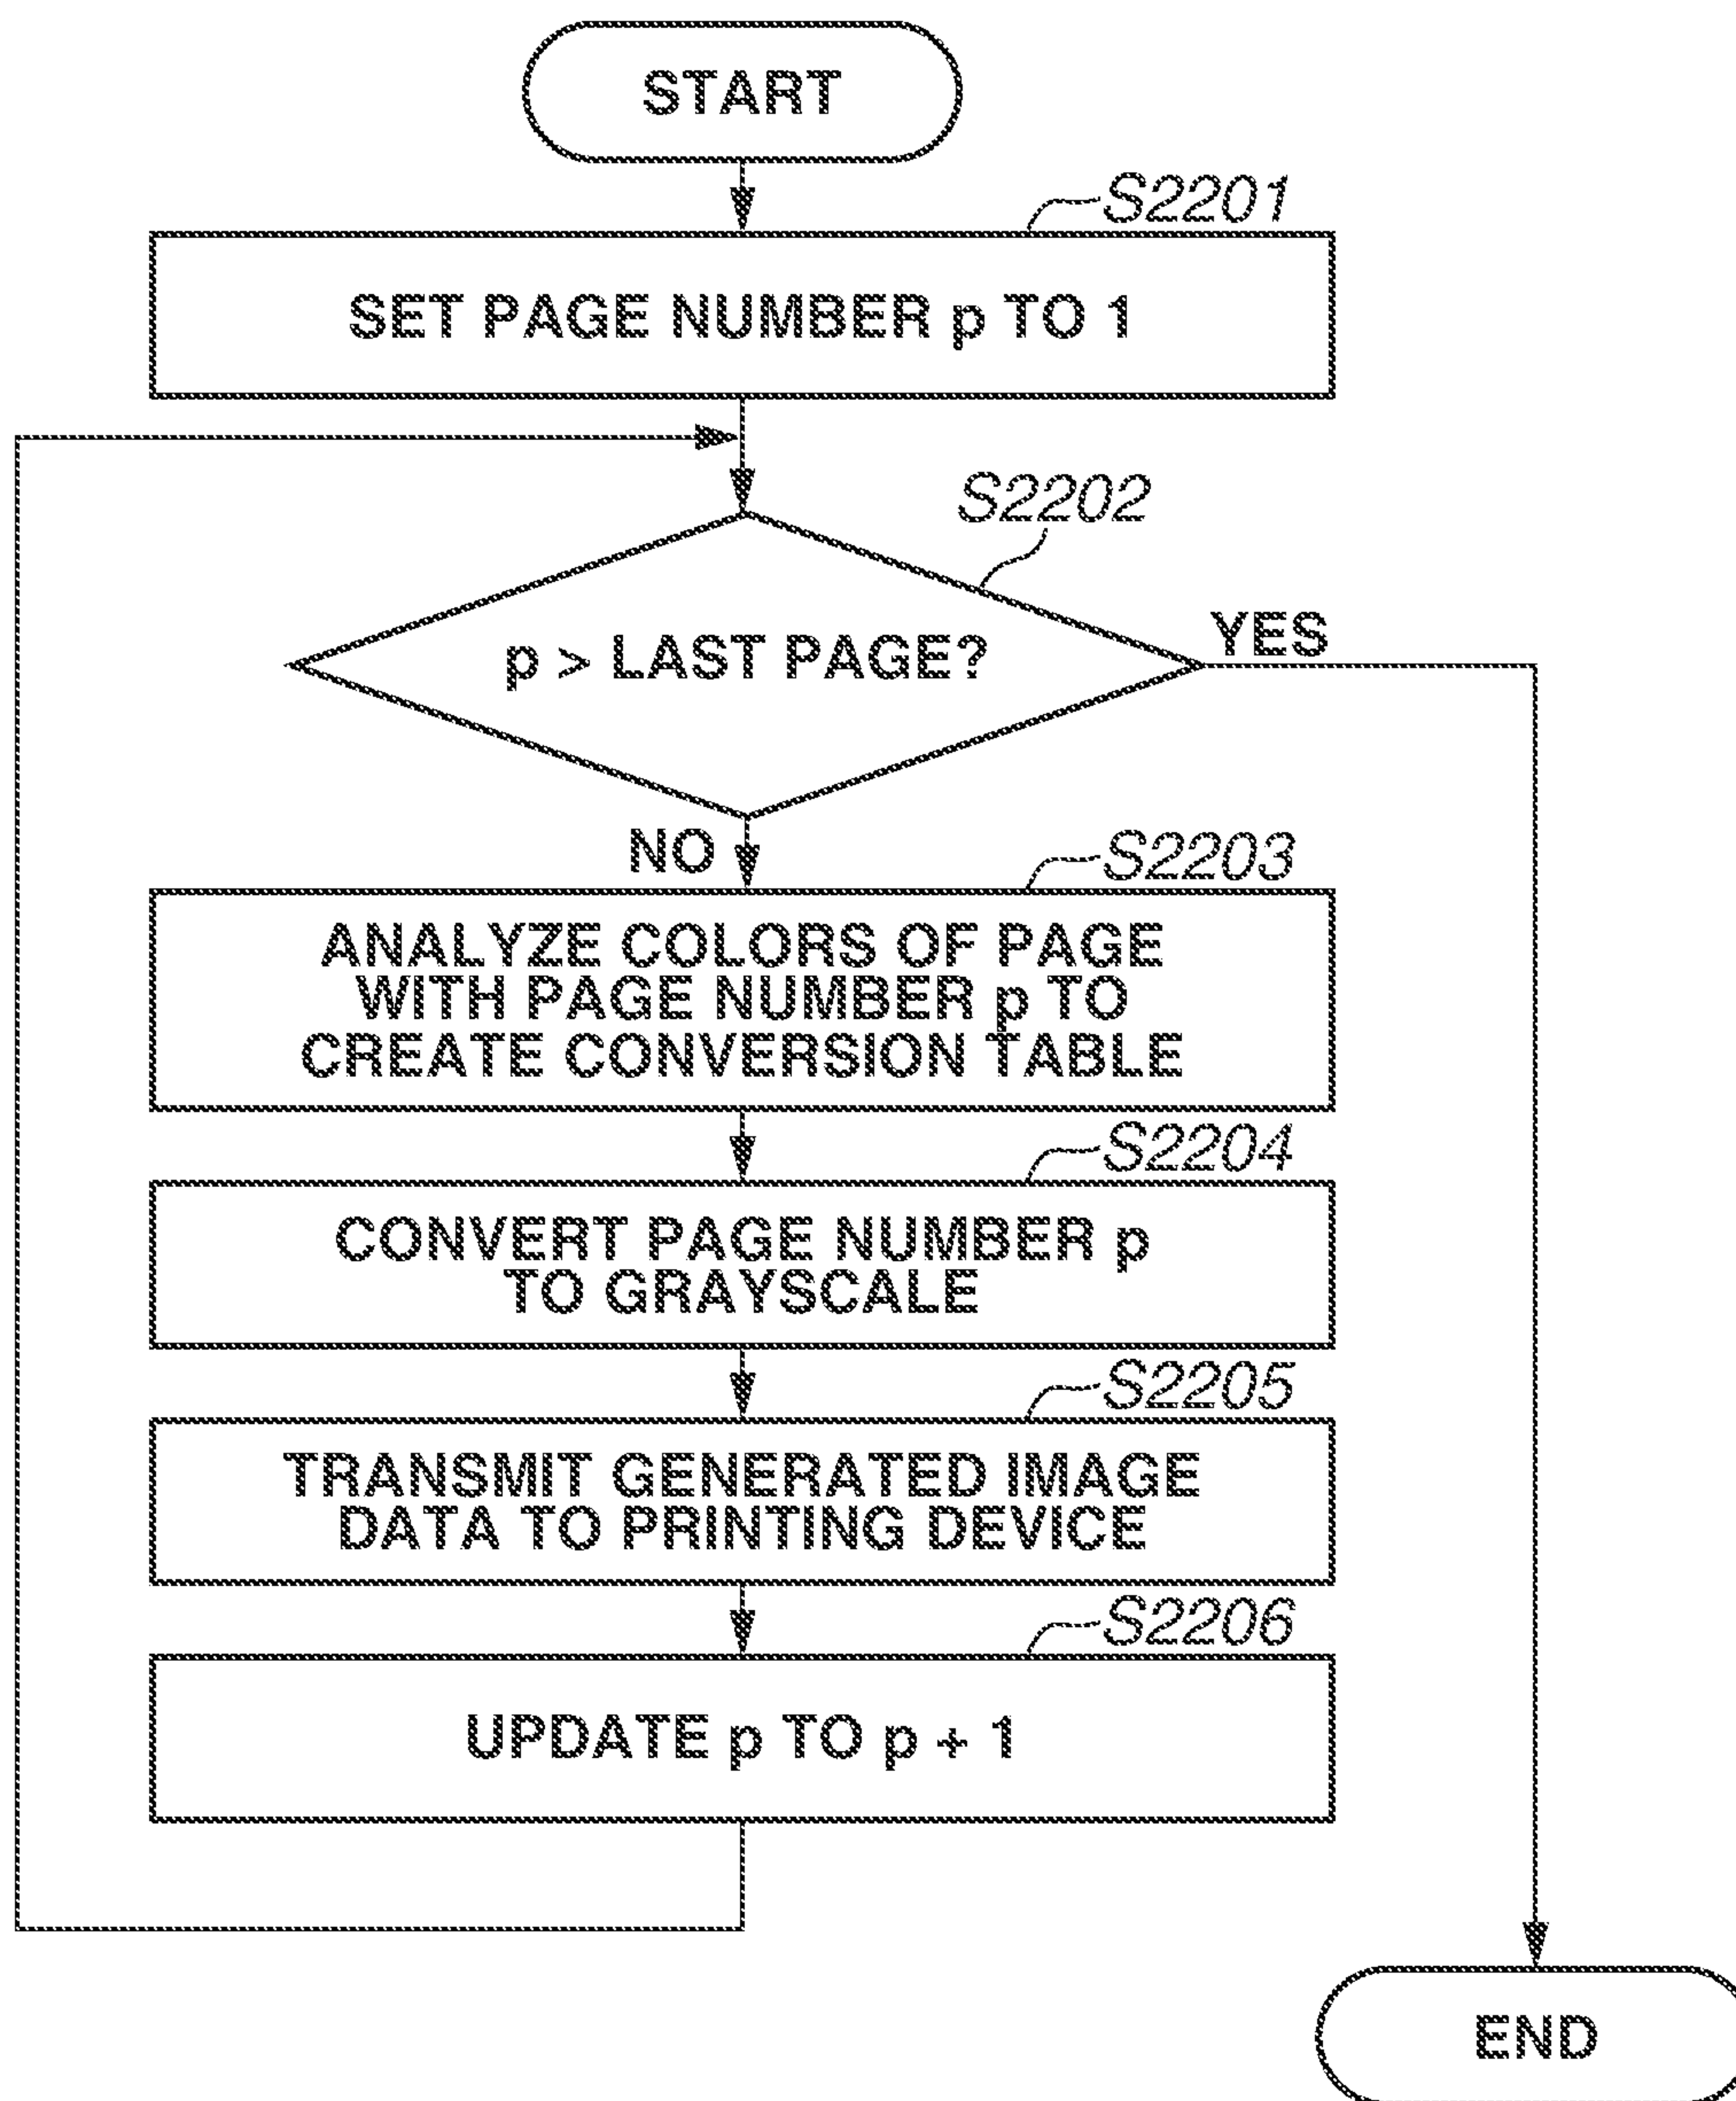 START
S2201
SET PAGE NUMBER p TO 1
S2202
p > LAST PAGE?
YES
NO
S2203
ANALYZE COLORS OF PAGE
WITH PAGE NUMBER p TO
CREATE CONVERSION TABLE
S2204
CONVERT PAGE NUMBER p
TO GRAYSCALE
S2205
TRANSMIT GENERATED IMAGE
DATA TO PRINTING DEVICE
S2206
UPDATE p TO p + 1
END